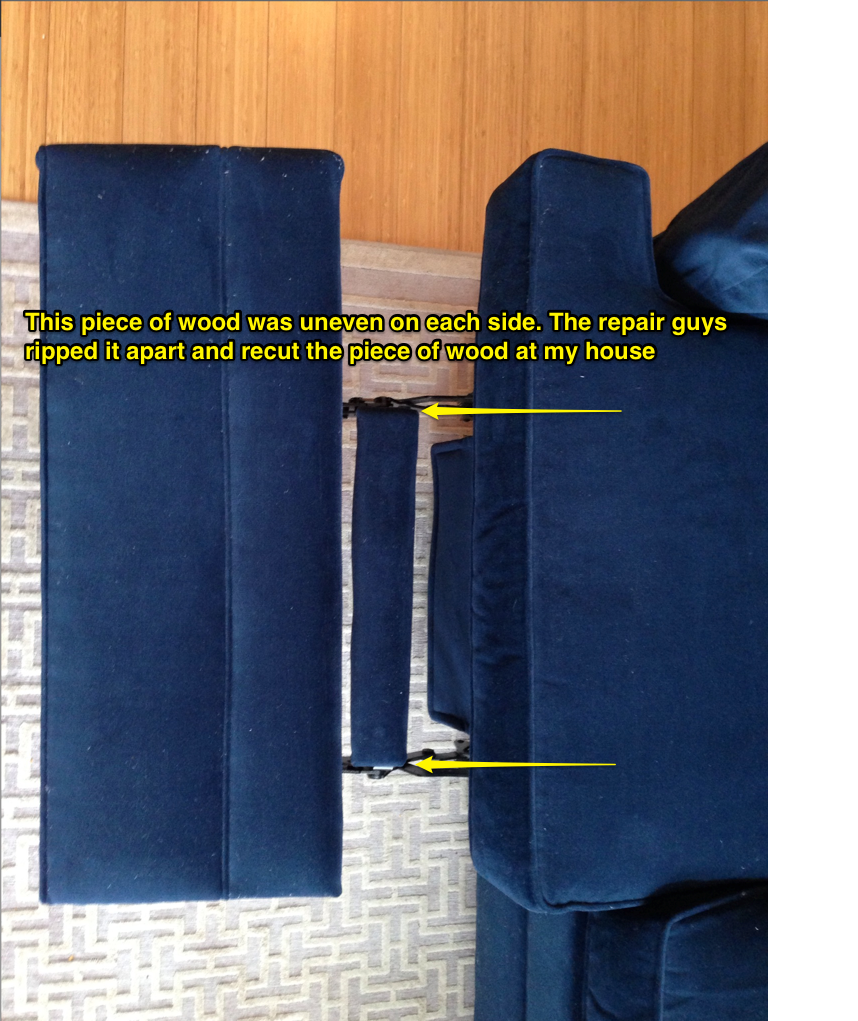 This piece of wood was uneven on each side. The repair guys
ripped it apart and recut the piece of wood at my house